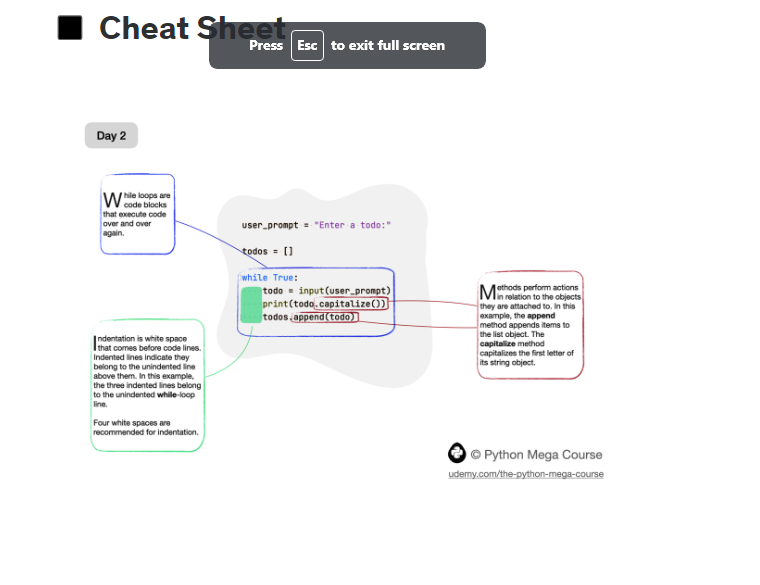 Cheat Sheet
Press Esc to exit full screen
Day 2
While loops are
code blocks
that execute code
over and over
again.
user_prompt = "Enter a todo:"
todos = []
while True:
todo = input(user_prompt)
print(todo.capitalize())
todos.append(todo)
Methods perform actions
in relation to the objects
they are attached to. In this
example, the append
method appends items to
the list object. The
capitalize method
capitalizes the first letter of
its string object.
Indentation is white space
that comes before code lines.
Indented lines indicate they
belong to the unindented line
above them. In this example,
the three indented lines belong
to the unindented while-loop
line.
Four white spaces are
recommended for indentation.
© Python Mega Course
udemy.com/the-python-mega-course